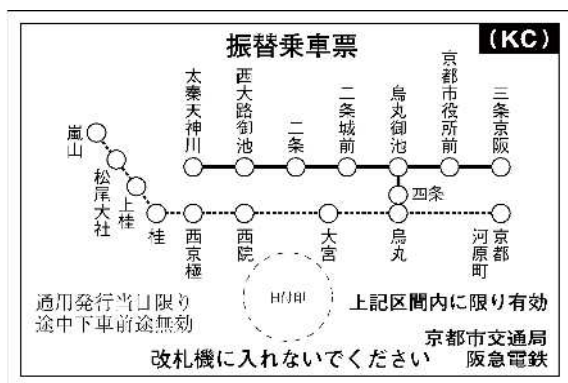 振替乗車票
(KC)
太秦天神川
西大路御池
二条
二条城前
烏丸御池
京都市役所前
三条京阪
嵐山
松尾大社
上桂
桂
四条
西京極
西院
大宮
烏丸
河原町
京都
通用発行当日限り
途中下車前途無効
日付印
上記区間内に限り有効
京都市交通局
改札機に入れないでください 阪急電鉄